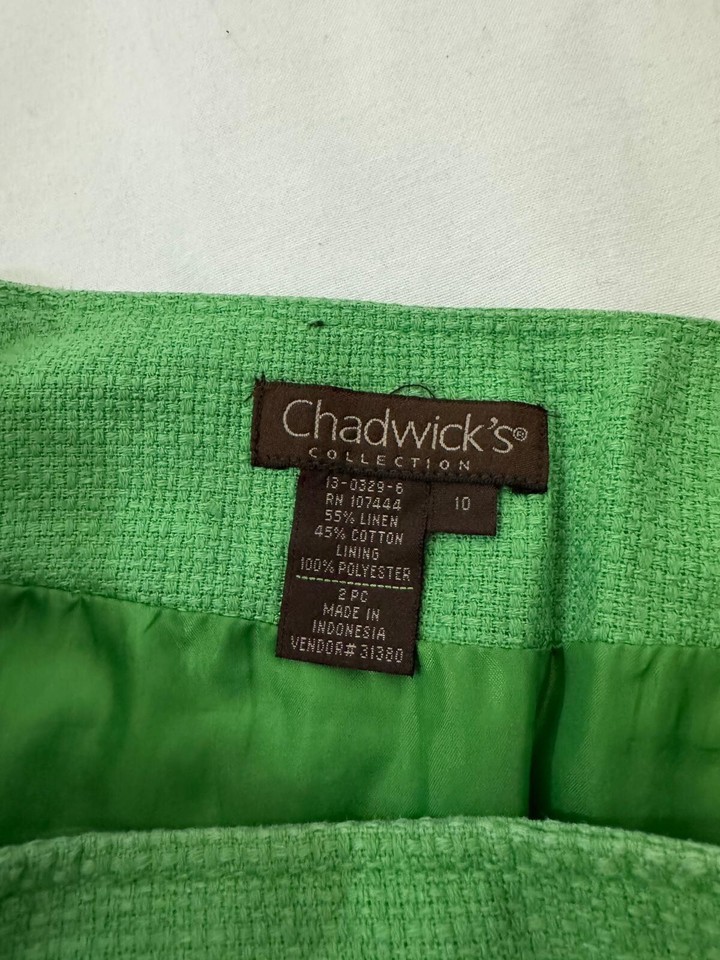 Chadwick's®
COLLECTION
13-0329-6
RN 107444
55% LINEN
45% COTTON
LINING
100% POLYESTER
2 PC
MADE IN
INDONESIA
VENDOR# 31380
10